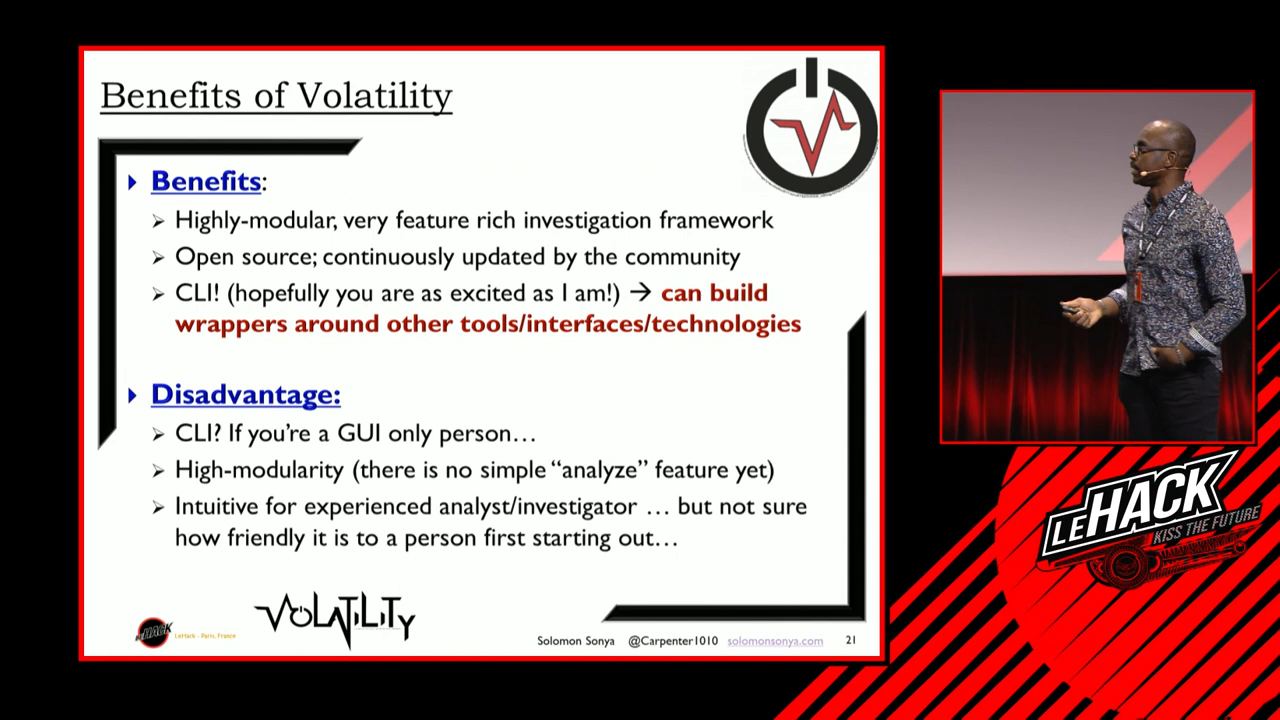 Benefits of Volatility
Benefits:
Highly-modular, very feature rich investigation framework
Open source; continuously updated by the community
CLI! (hopefully you are as excited as I am!) → can build
wrappers around other tools/interfaces/technologies
Disadvantage:
CLI? If you're a GUI only person…
High-modularity (there is no simple “analyze” feature yet)
Intuitive for experienced analyst/investigator … but not sure
how friendly it is to a person first starting out…
VOLATILITY
LEHACK
LeHack - Paris, France
Solomon Sonya @Carpenter1010 solomonsonya.com 21
LEHACK
KISS THE FUTURE